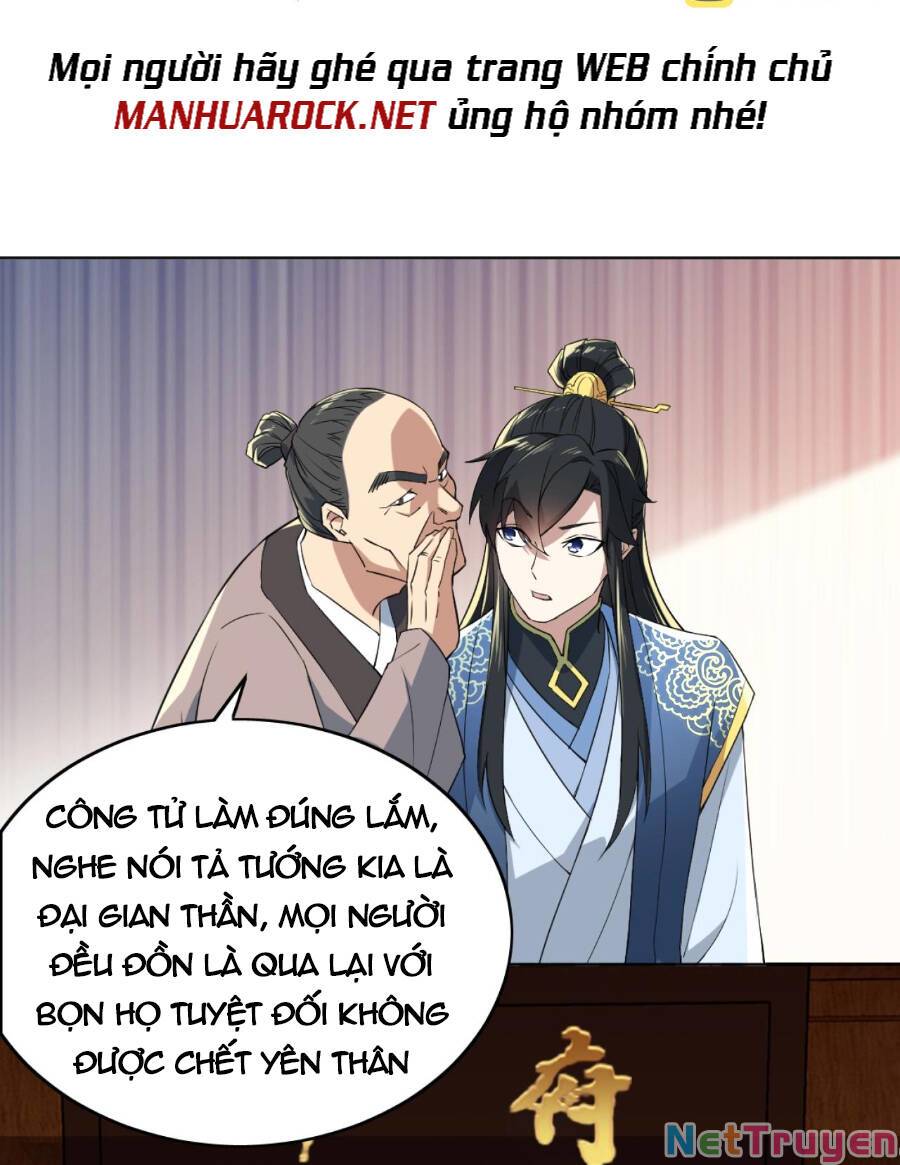 Mọi người hãy ghé qua trang WEB chính chủ
MANHUAROCK.NET ủng hộ nhóm nhé!
CÔNG TỬ LÀM ĐÚNG LẮM,
NGHE NÓI TẢ TƯỚNG KIA LÀ
ĐẠI GIAN THẦN, MỌI NGƯỜI
ĐỀU ĐỒN LÀ QUA LẠI VỚI
BỌN HỌ TUYỆT ĐỐI KHÔNG
ĐƯỢC CHẾT YÊN THÂN
府
NetTruyen